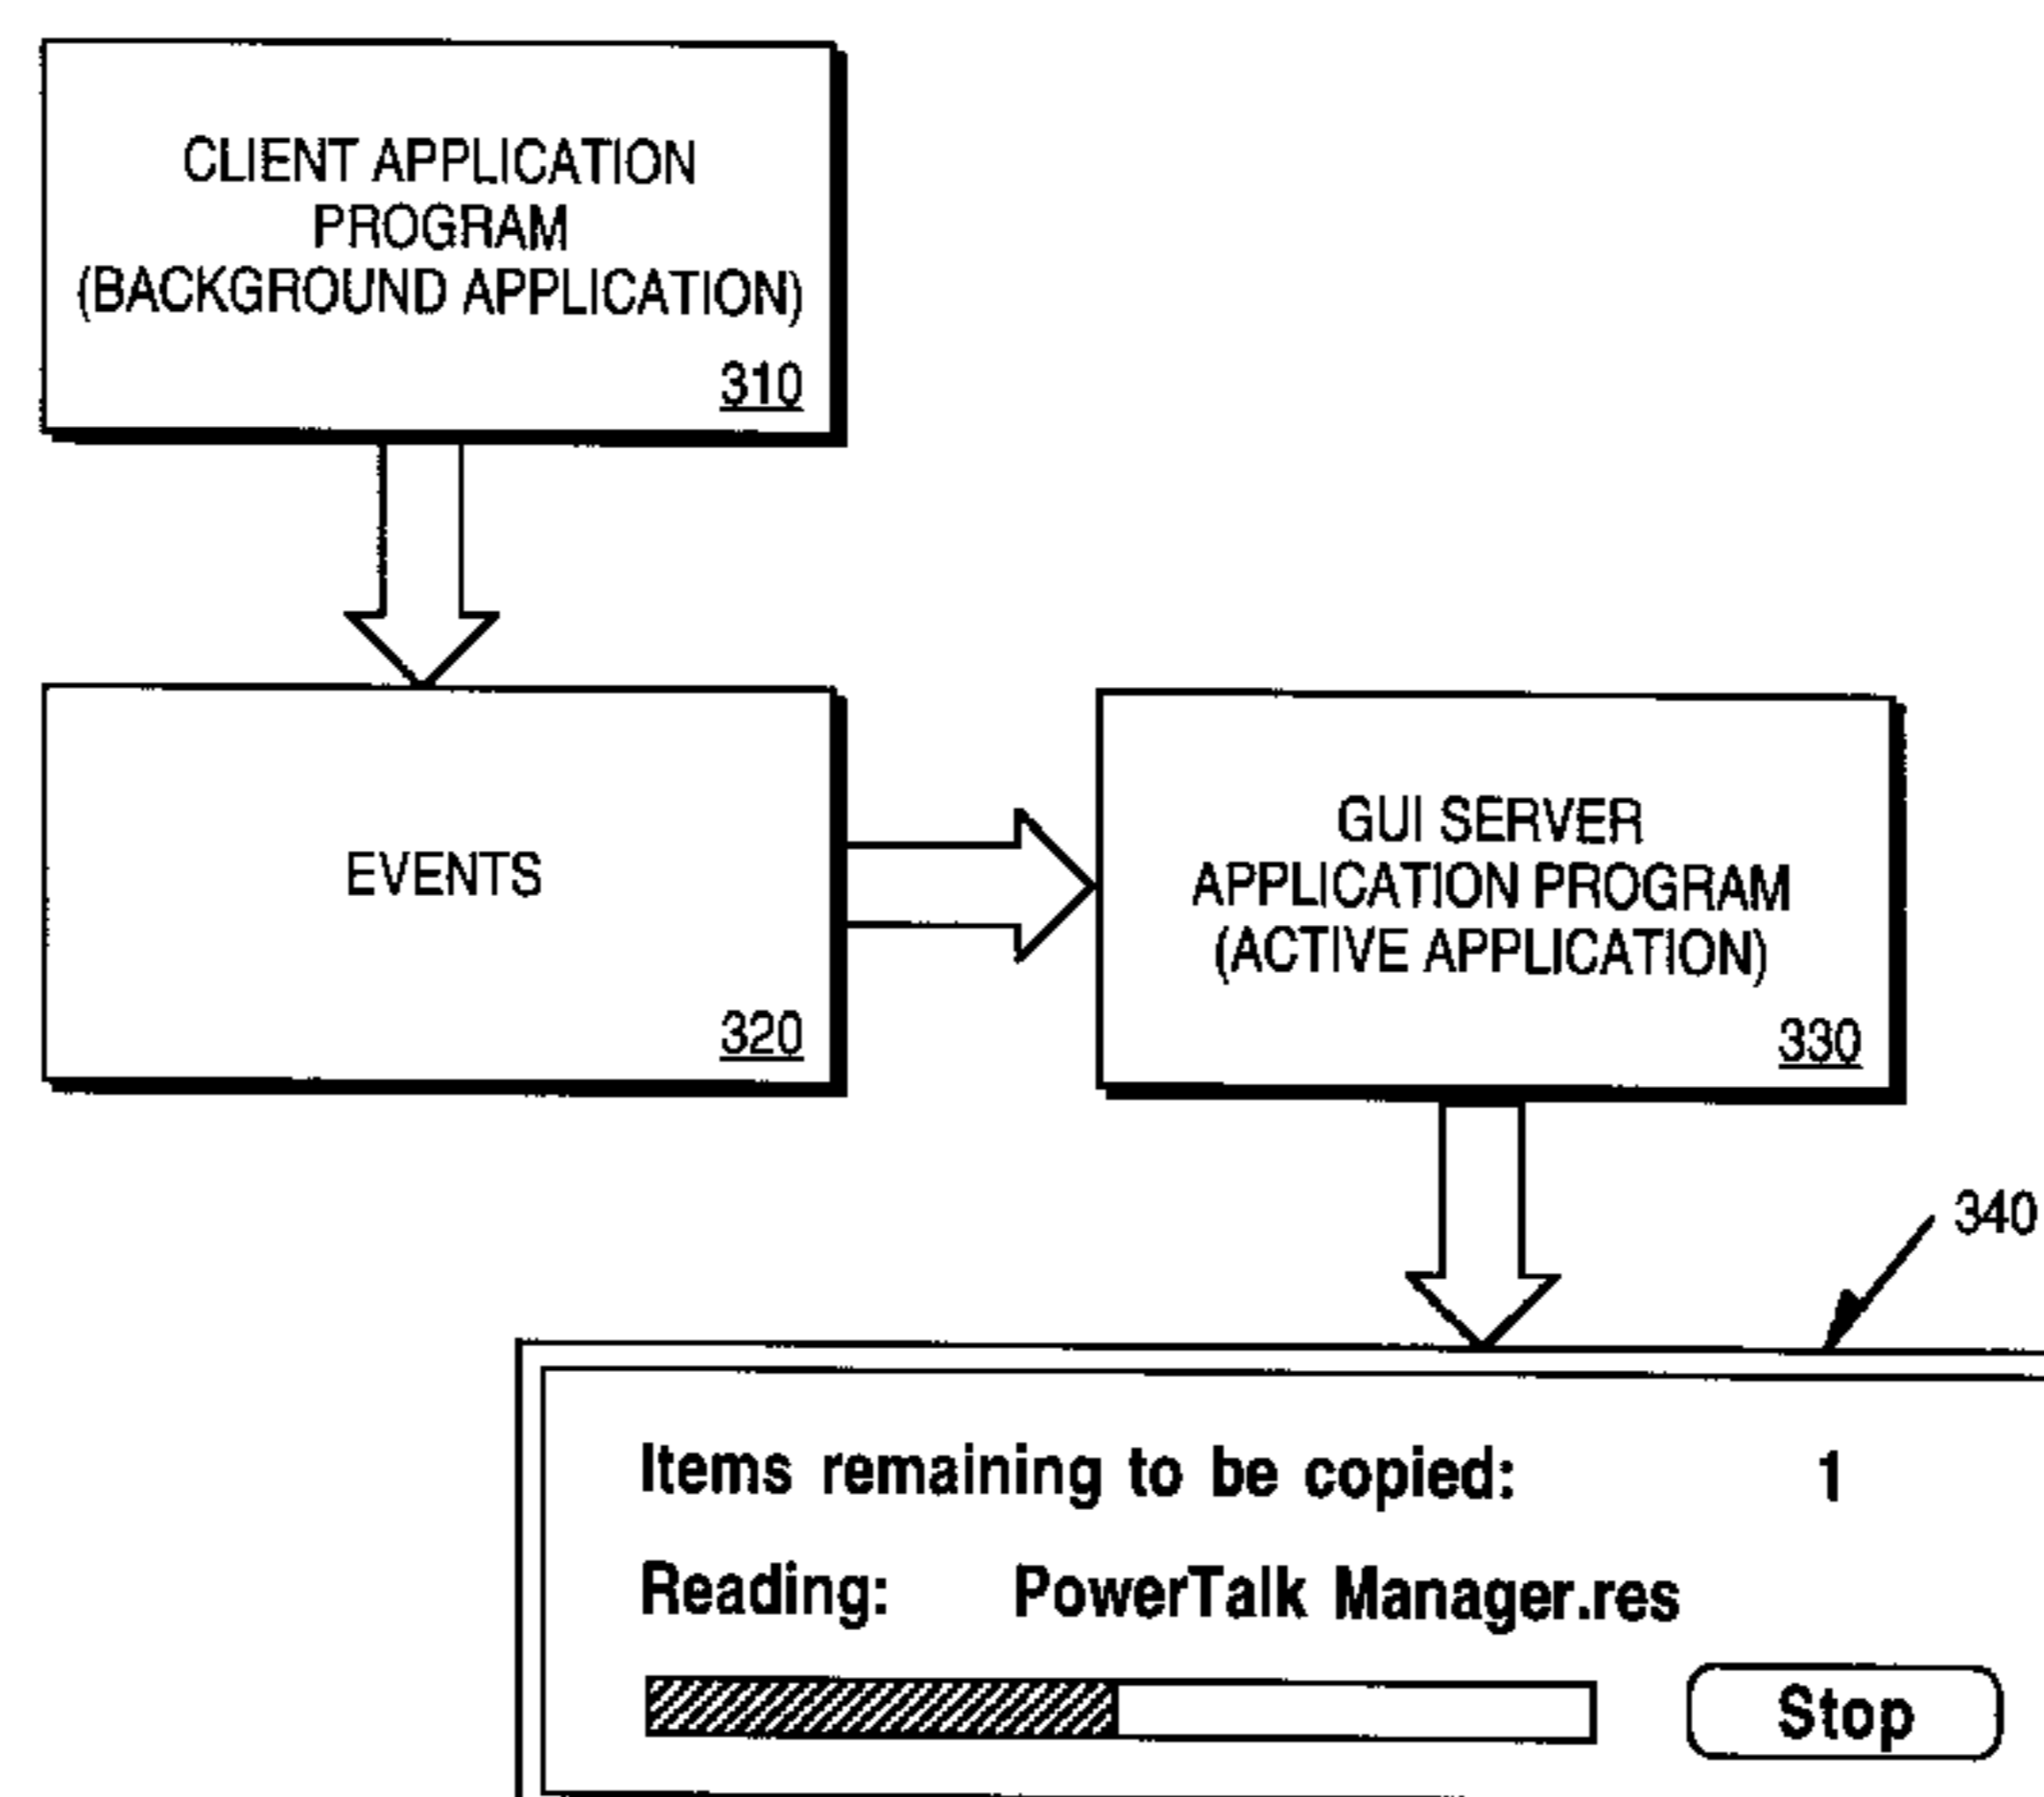 CLIENT APPLICATION
PROGRAM
(BACKGROUND APPLICATION)
310
EVENTS
320
GUI SERVER
APPLICATION PROGRAM
(ACTIVE APPLICATION)
330
340
Items remaining to be copied: 1
Reading: PowerTalk Manager.res
Stop